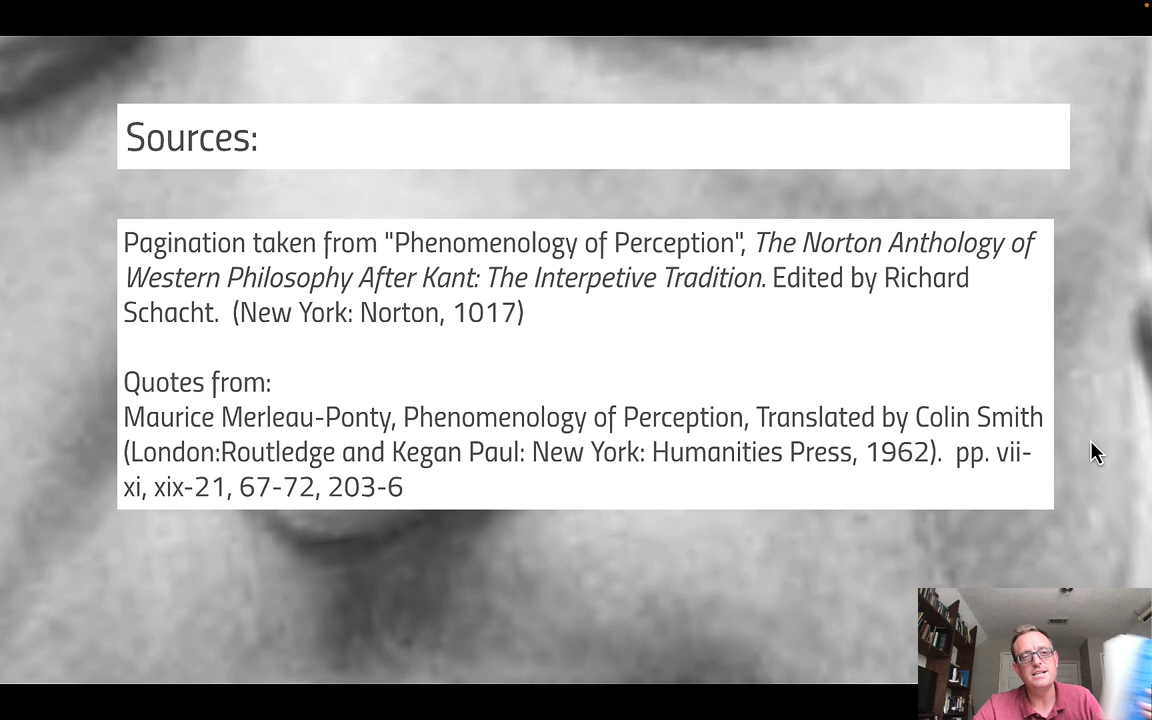 Sources:
Pagination taken from "Phenomenology of Perception", The Norton Anthology of
Western Philosophy After Kant: The Interpetive Tradition. Edited by Richard
Schacht.  (New York: Norton, 1017)
Quotes from:
Maurice Merleau-Ponty, Phenomenology of Perception, Translated by Colin Smith
(London:Routledge and Kegan Paul: New York: Humanities Press, 1962).  pp. vii-
xi, xix-21, 67-72, 203-6